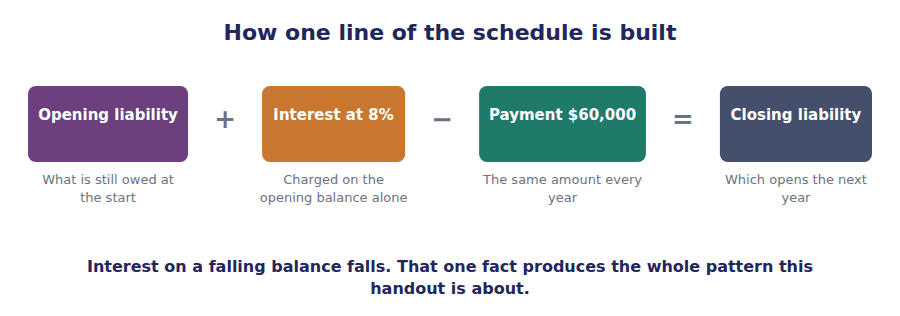 How one line of the schedule is built
Opening liability + Interest at 8% − Payment $60,000 = Closing liability
What is still owed at
the start
Charged on the
opening balance alone
The same amount every
year
Which opens the next
year
Interest on a falling balance falls. That one fact produces the whole pattern this
handout is about.